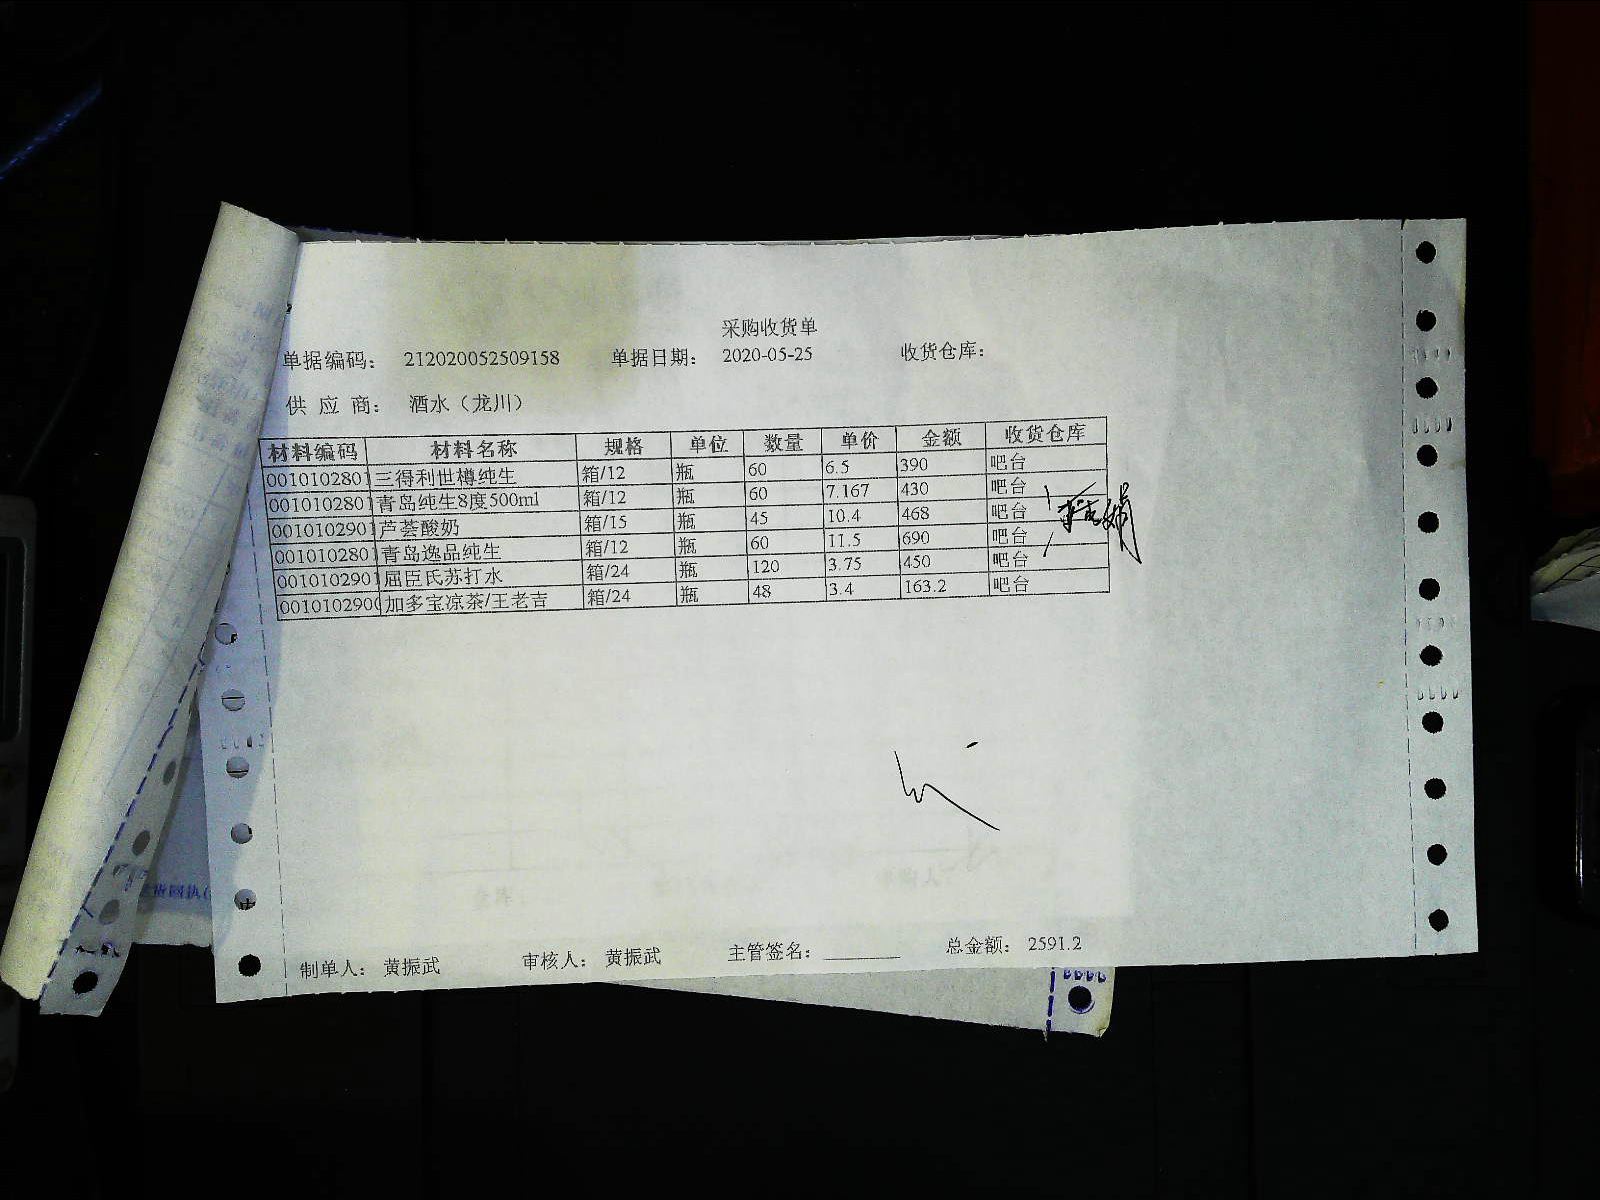 采购收货单
单据编码： 212020052509158 单据日期： 2020-05-25 收货仓库：
供 应 商： 酒水（龙川）
材料编码 材料名称 规格 单位 数量 单价 金额 收货仓库
0010102801 三得利世樽纯生 箱/12 瓶 60 6.5 390 吧台
0010102801 青岛纯生8度500ml 箱/12 瓶 60 7.167 430 吧台
0010102901 芦荟酸奶 箱/15 瓶 45 10.4 468 吧台
0010102801 青岛逸品纯生 箱/12 瓶 60 11.5 690 吧台
0010102901 屈臣氏苏打水 箱/24 瓶 120 3.75 450 吧台
001010290 加多宝凉茶/王老吉 箱/24 瓶 48 3.4 163.2 吧台
制单人： 黄振武 审核人： 黄振武 主管签名：________ 总金额： 2591.2